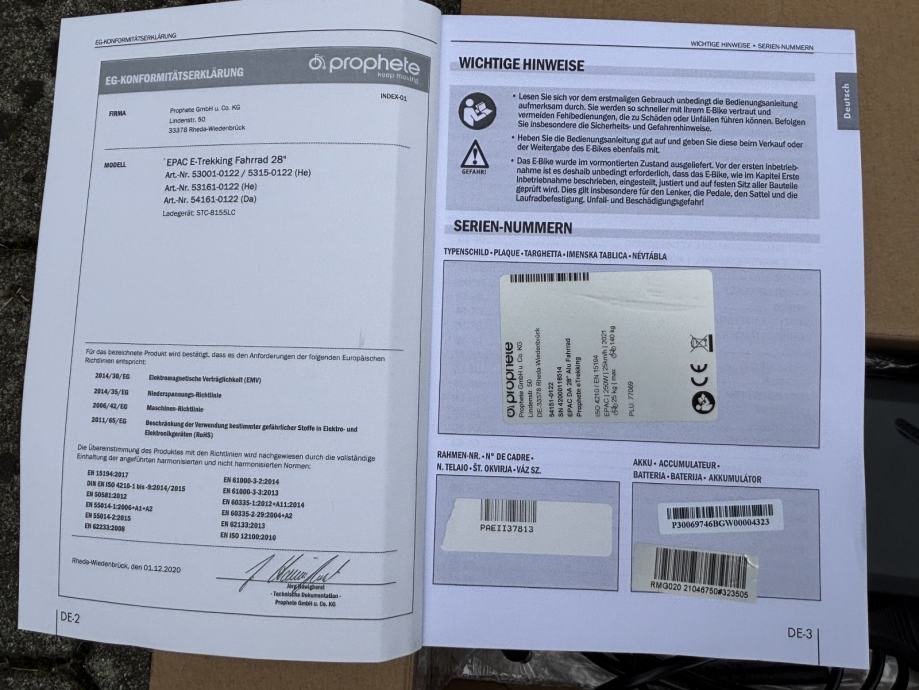 EG-KONFORMITÄTSERKLÄRUNG
EG-KONFORMITÄTSERKLÄRUNG
prophete
keep moving
INDEX-01
FIRMA
Prophete GmbH u. Co. KG
Lindenstr. 50
33378 Rheda-Wiedenbrück
MODELL
EPAC E-Trekking Fahrrad 28"
Art.-Nr. 53001-0122 / 5315-0122 (He)
Art.-Nr. 53161-0122 (He)
Art.-Nr. 54161-0122 (Da)
Ladegerät: STC-8155LC
Für das bezeichnete Produkt wird bestätigt, dass es den Anforderungen der folgenden Europäischen
Richtlinien entspricht:
2014/30/EG Elektromagnetische Verträglichkeit (EMV)
2014/35/EG Niederspannungs-Richtlinie
2006/42/EG Maschinen-Richtlinie
2011/65/EG Beschränkung der Verwendung bestimmter gefährlicher Stoffe in Elektro- und
Elektronikgeräten (RoHS)
Die Übereinstimmung des Produktes mit den Richtlinien wird nachgewiesen durch die vollständige
Einhaltung der angeführten harmonisierten und nicht harmonisierten Normen:
EN 15194:2017
DIN EN ISO 4210-1 bis -9:2014/2015
EN 50581:2012
EN 55014-1:2006+A1+A2
EN 55014-2:2015
EN 62233:2008
EN 61000-3-2:2014
EN 61000-3-3:2013
EN 60335-1:2012+A11:2014
EN 60335-2-29:2004+A2
EN 62133:2013
EN ISO 12100:2010
Rheda-Wiedenbrück, den 01.12.2020
- Technische Dokumentation -
Prophete GmbH u. Co. KG
DE-2
WICHTIGE HINWEISE • SERIEN-NUMMERN
Deutsch
WICHTIGE HINWEISE
• Lesen Sie sich vor dem erstmaligen Gebrauch unbedingt die Bedienungsanleitung
aufmerksam durch. Sie werden so schneller mit Ihrem E-Bike vertraut und
vermeiden Fehlbedienungen, die zu Schäden oder Unfällen führen können. Befolgen
Sie insbesondere die Sicherheits- und Gefahrenhinweise.
• Heben Sie die Bedienungsanleitung gut auf und geben Sie diese beim Verkauf oder
der Weitergabe des E-Bikes ebenfalls mit.
GEFAHR!
• Das E-Bike wurde im vormontierten Zustand ausgeliefert. Vor der ersten Inbetrieb-
nahme ist es deshalb unbedingt erforderlich, dass das E-Bike, wie im Kapitel Erste
Inbetriebnahme beschrieben, eingestellt, justiert und auf festen Sitz aller Bauteile
geprüft wird. Dies gilt insbesondere für den Lenker, die Pedale, den Sattel und die
Laufradbefestigung. Unfall- und Beschädigungsgefahr!
SERIEN-NUMMERN
TYPENSCHILD • PLAQUE • TARGHETTA • IMENSKA TABLICA • NÉVTÁBLA
prophete
Prophete GmbH u. Co. KG
Lindenstr. 50
DE-33378 Rheda-Wiedenbrück
54151-0122
SN 42000116514
EPAC DA 28" Alu Fahrrad
Prophete eTrekking
ISO 4210 / EN 15194
EPAC | 250W | 25km/h | 2021
25 kg | max 140 kg
PLU: 77069
CE
RAHMEN-NR. • N° DE CADRE •
N. TELAIO • ŠT. OKVIRJA • VÁZ SZ.
PAEII37813
AKKU • ACCUMULATEUR •
BATTERIA • BATERIJA • AKKUMULÁTOR
P30069746BGW00004323
RMG020 21046750#323505
DE-3